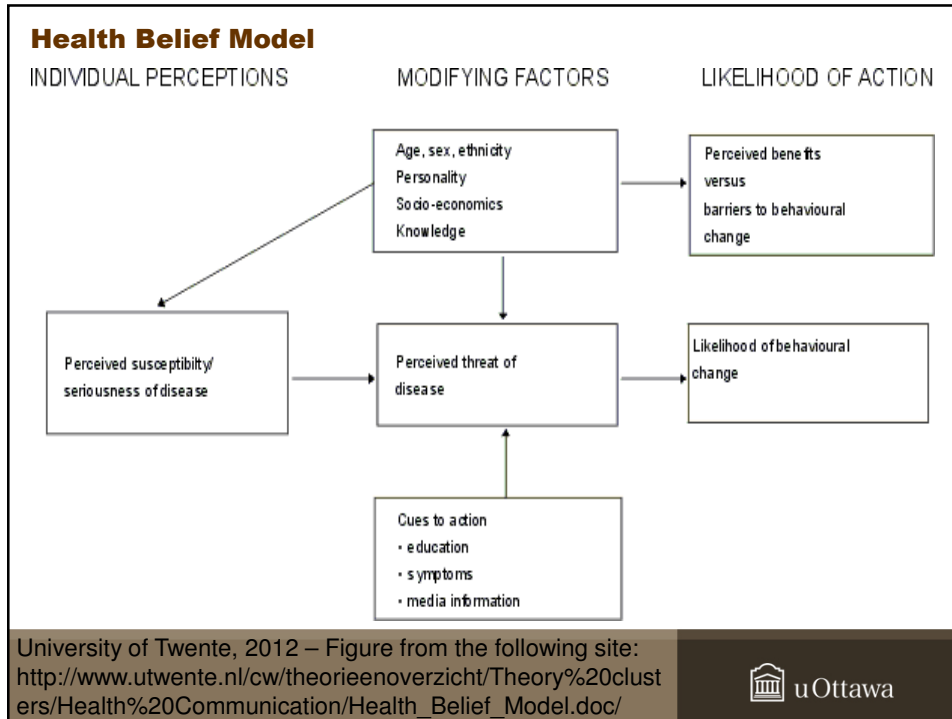 Health Belief Model
INDIVIDUAL PERCEPTIONS
MODIFYING FACTORS
LIKELIHOOD OF ACTION
Age, sex, ethnicity
Personality
Socio-economics
Knowledge
Perceived benefits
versus
barriers to behavioural
change
Perceived susceptibilty/
seriousness of disease
Perceived threat of
disease
Likelihood of behavioural
change
Cues to action
• education
• symptoms
• media information
University of Twente, 2012 – Figure from the following site:
http://www.utwente.nl/cw/theorieenoverzicht/Theory%20clust
ers/Health%20Communication/Health_Belief_Model.doc/
uOttawa